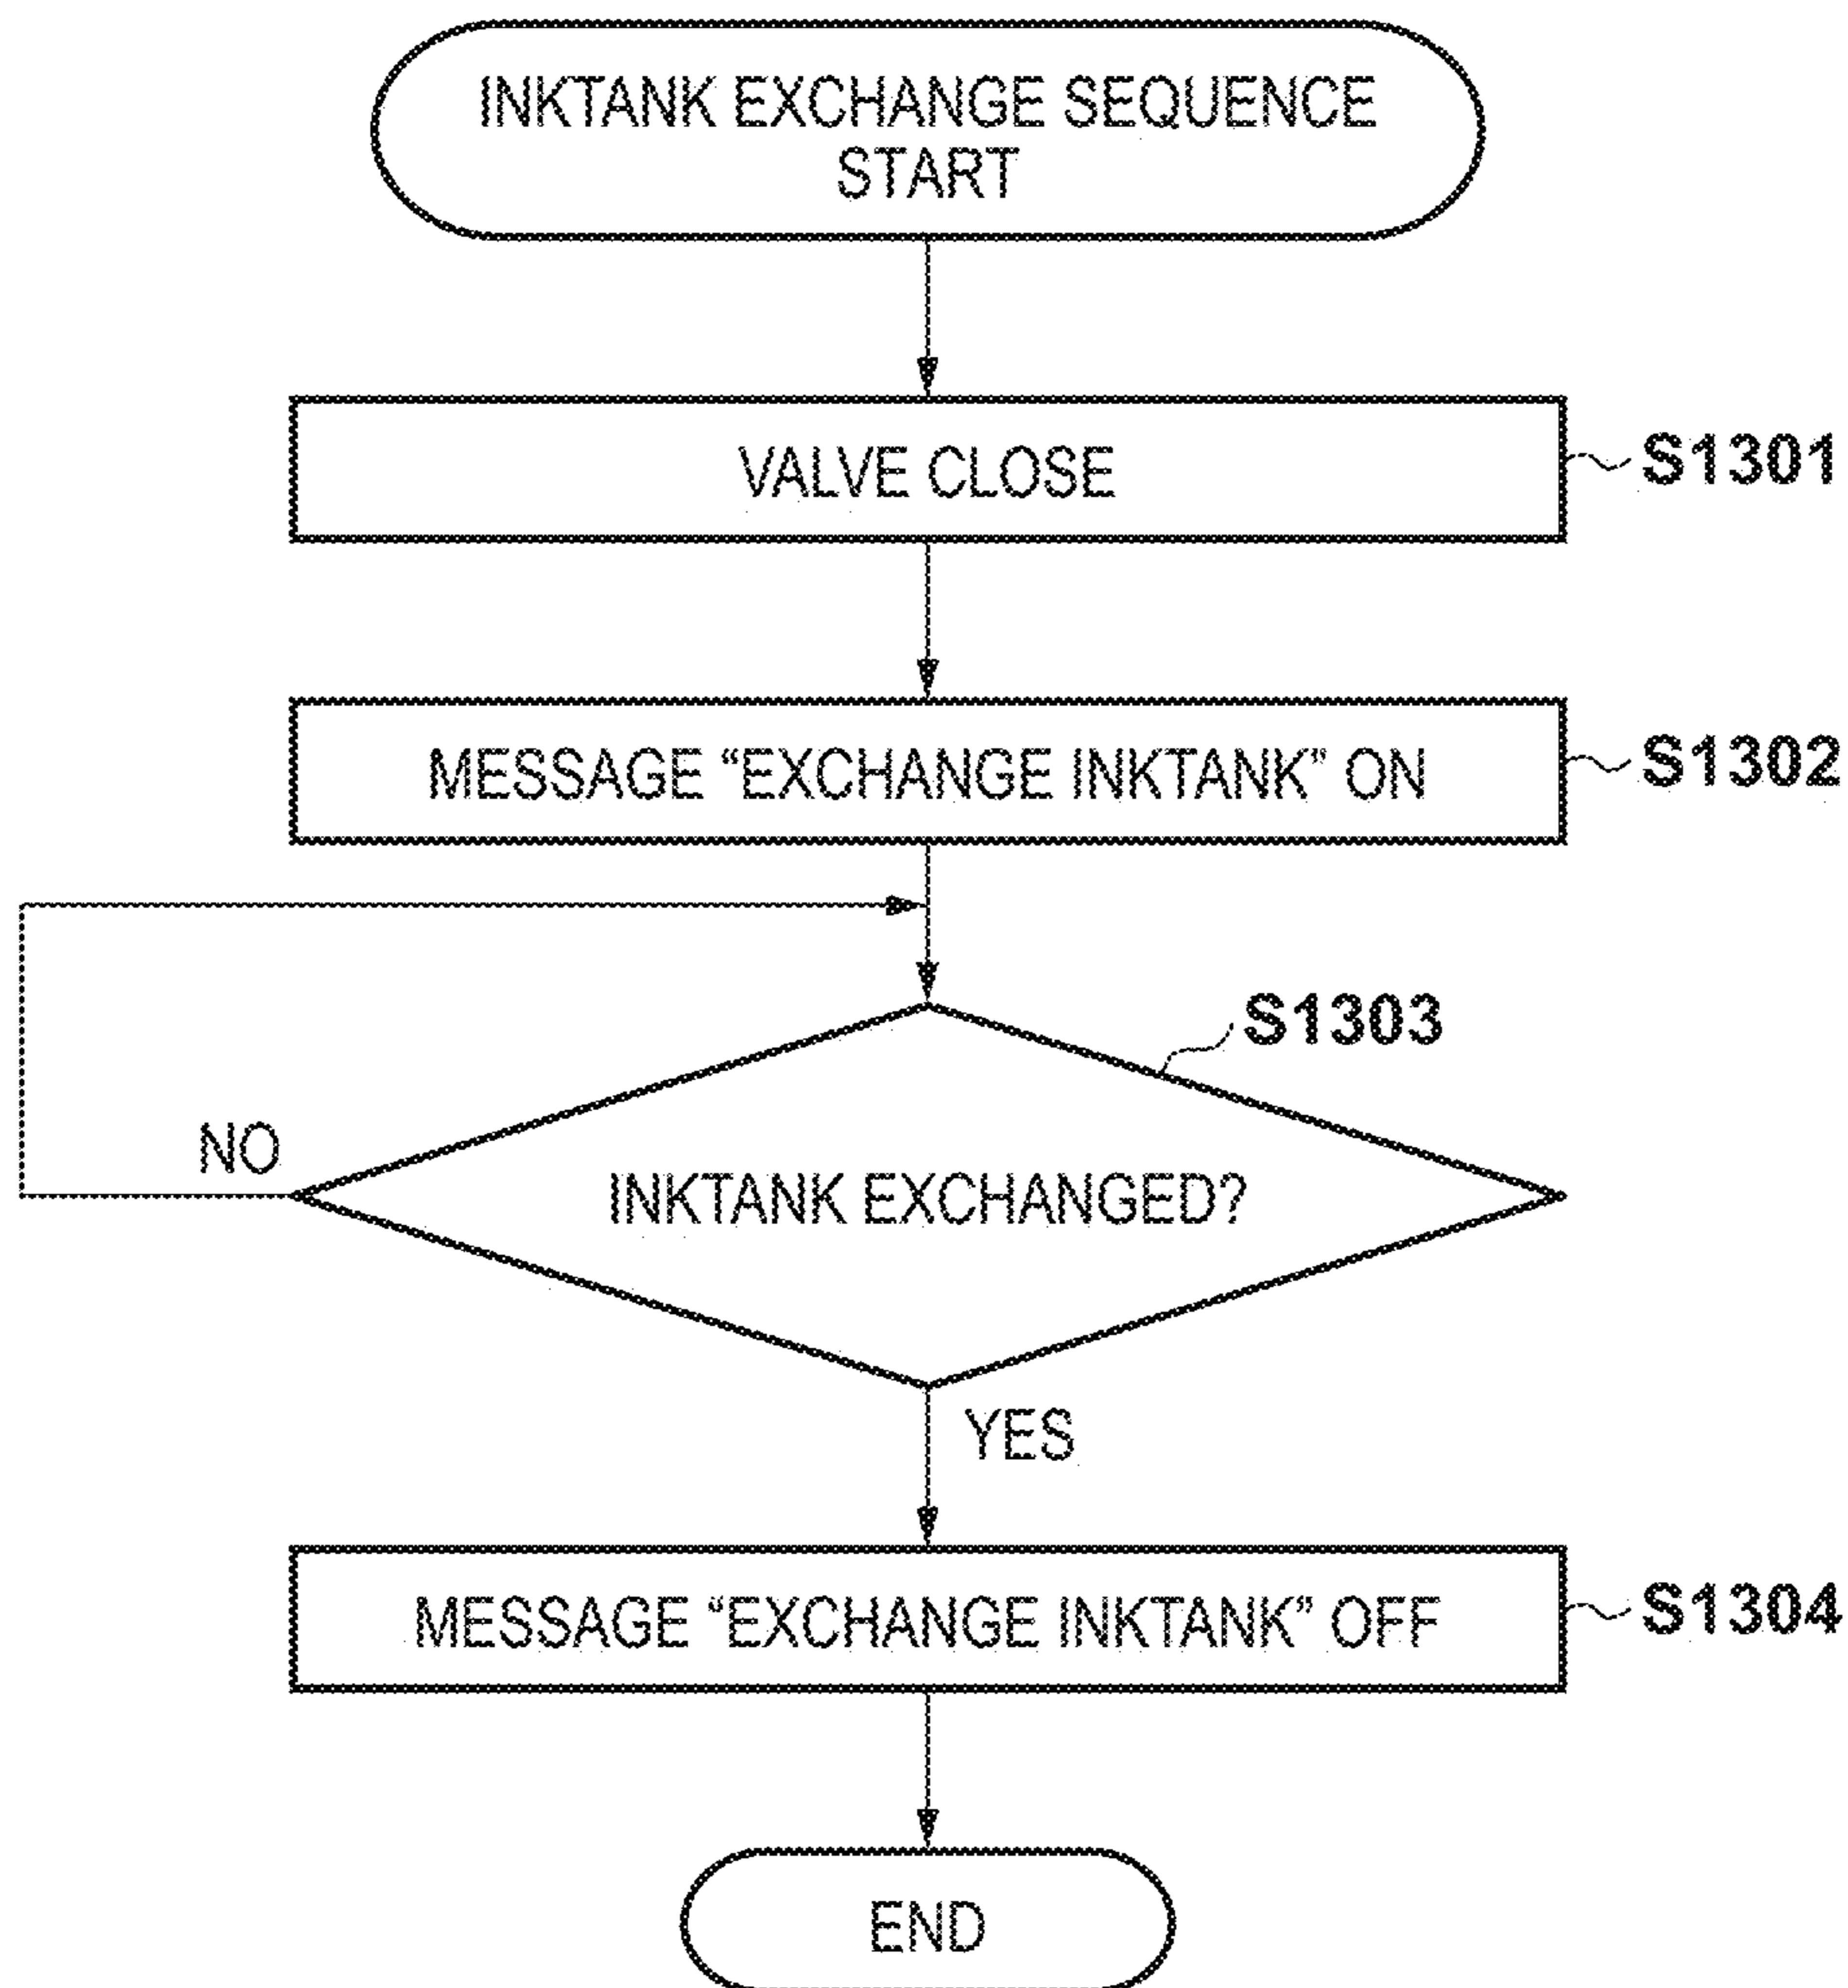 INKTANK EXCHANGE SEQUENCE
START
VALVE CLOSE
S1301
MESSAGE “EXCHANGE INKTANK” ON
S1302
S1303
NO
INKTANK EXCHANGED?
YES
MESSAGE “EXCHANGE INKTANK” OFF
S1304
END